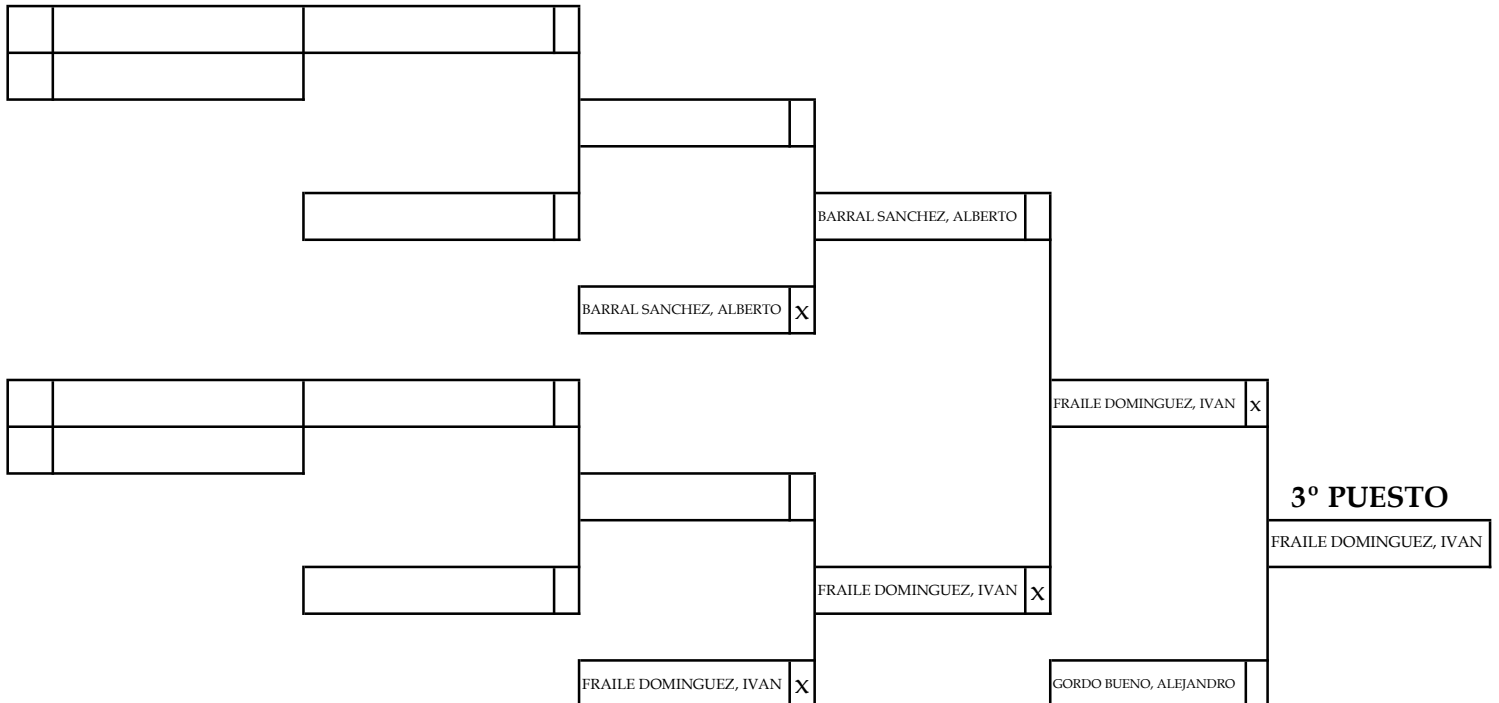 BARRAL SANCHEZ, ALBERTO
BARRAL SANCHEZ, ALBERTO X
FRAILE DOMINGUEZ, IVAN X
3º PUESTO
FRAILE DOMINGUEZ, IVAN
FRAILE DOMINGUEZ, IVAN X
FRAILE DOMINGUEZ, IVAN X
GORDO BUENO, ALEJANDRO